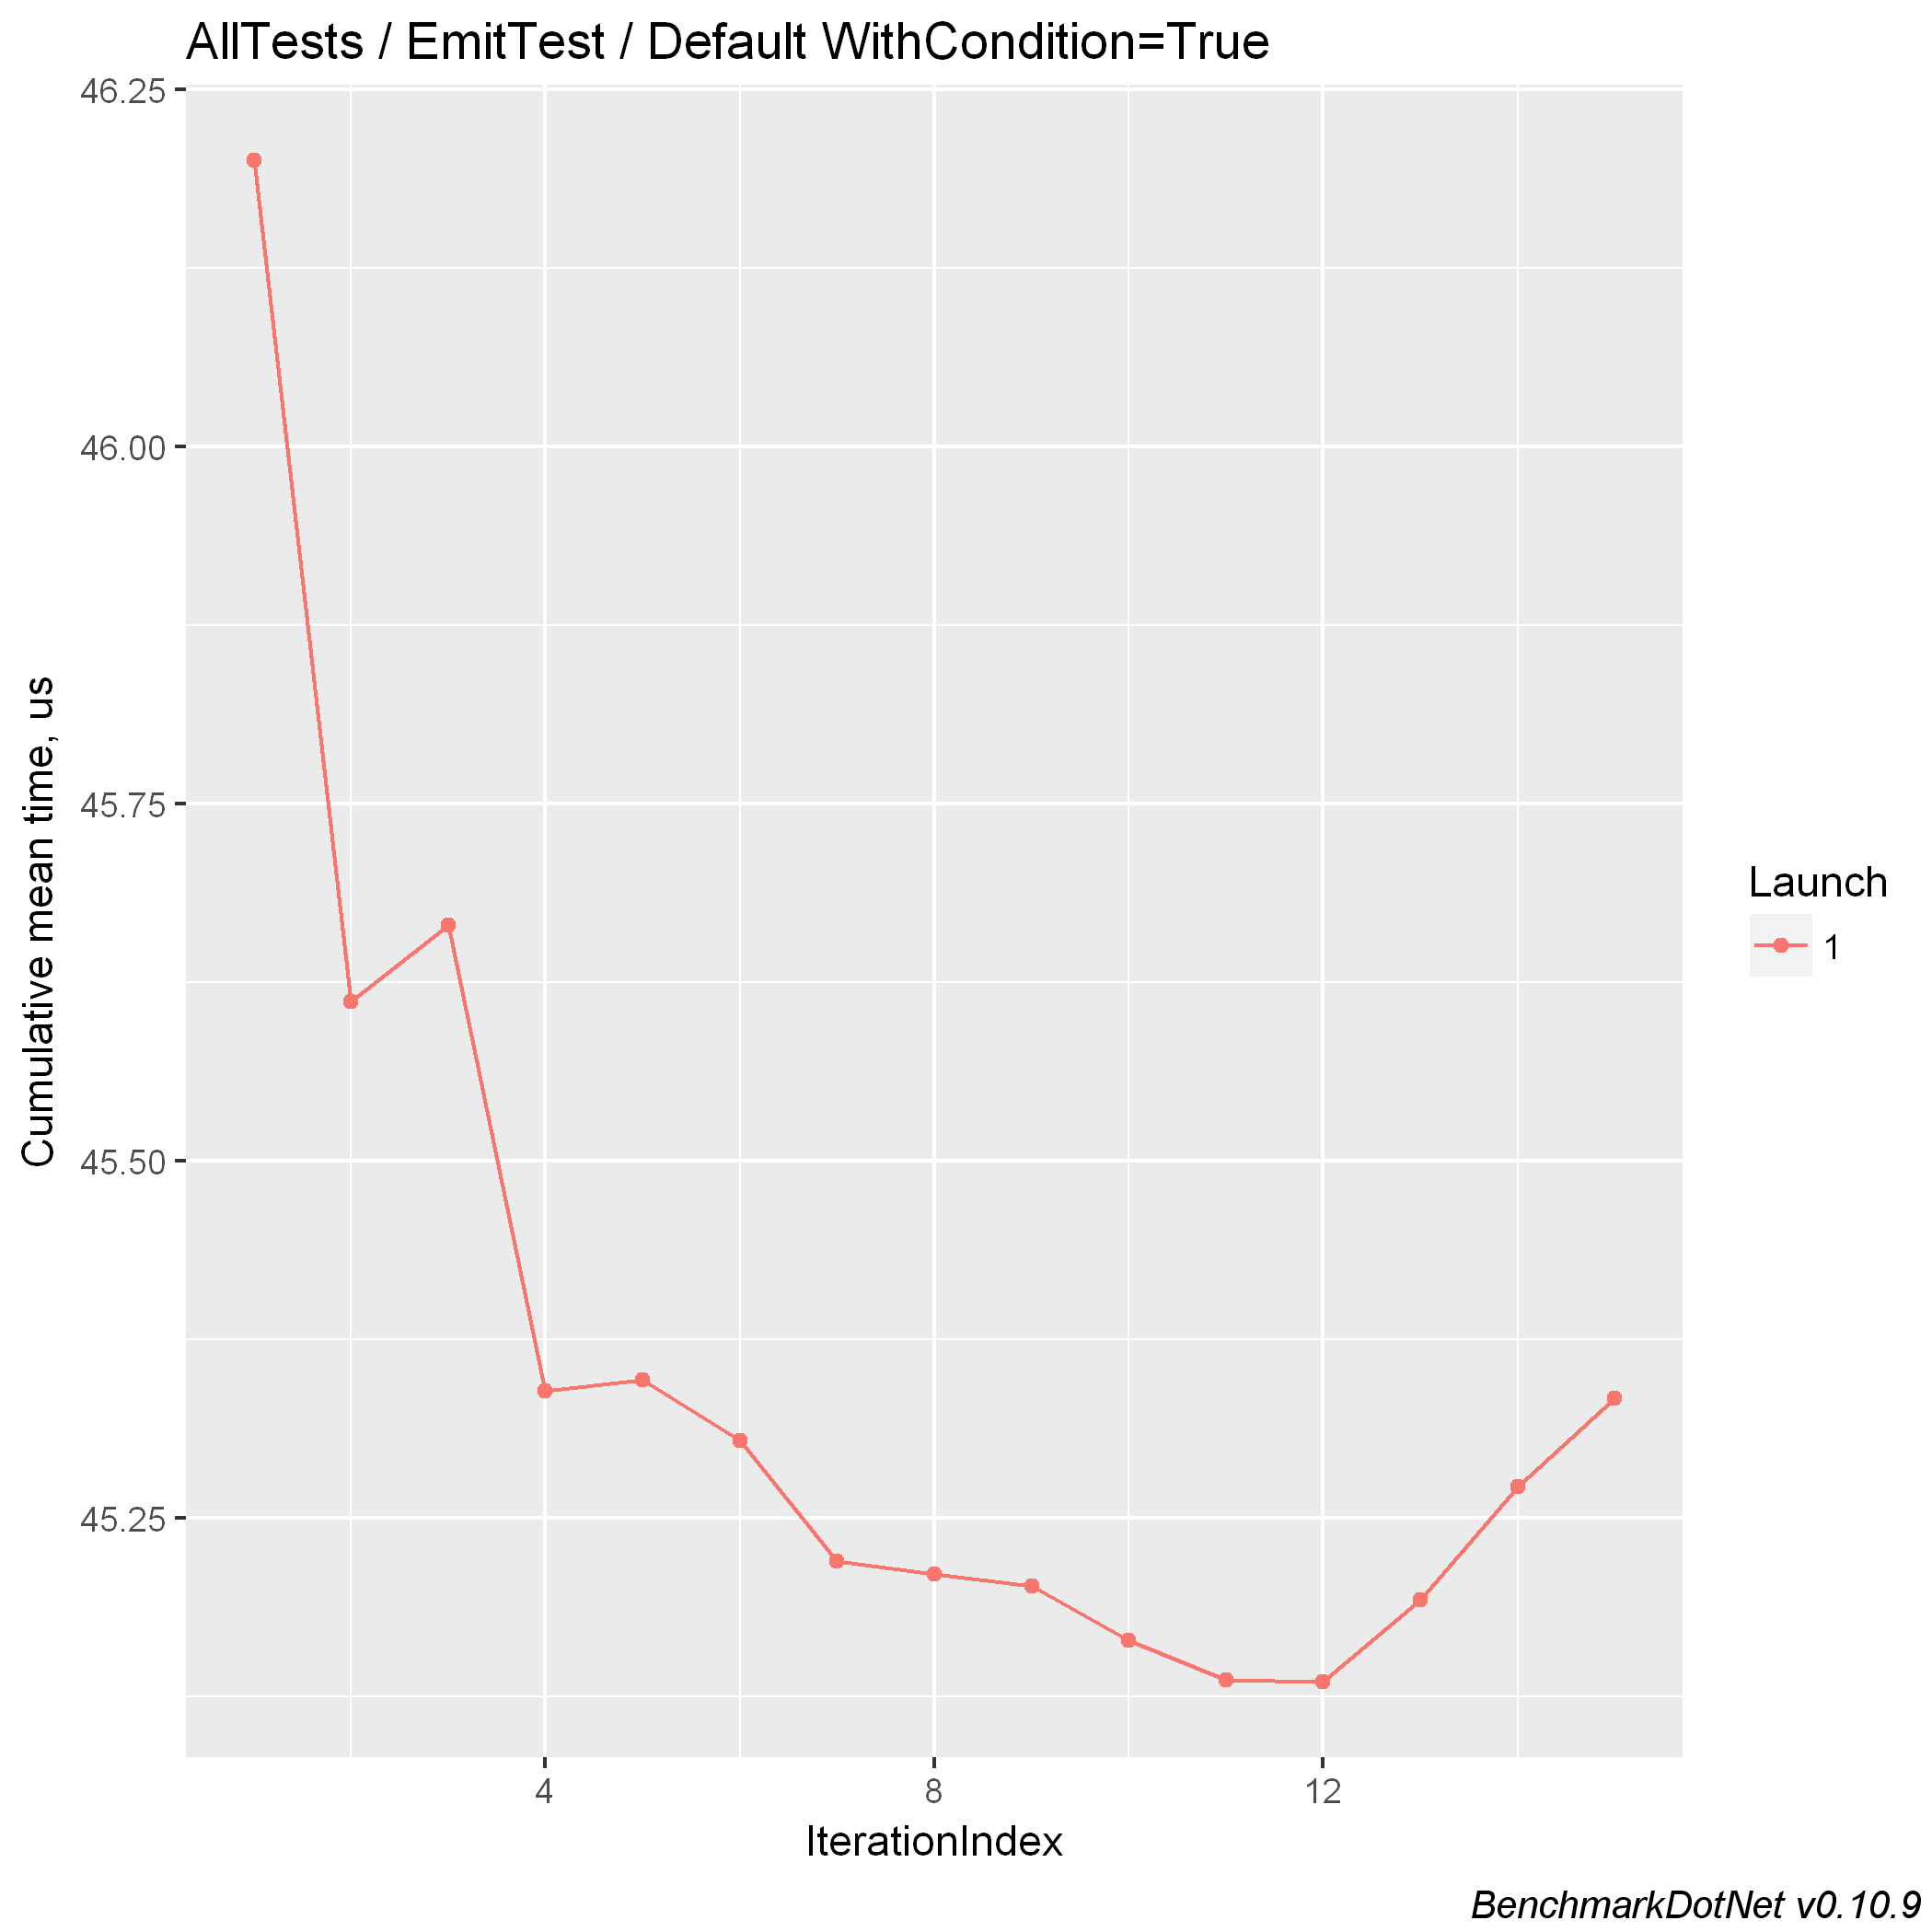 AllTests / EmitTest / Default WithCondition=True
46.25
46.00
45.75
45.50
45.25
Cumulative mean time, us
4 8 12
IterationIndex
Launch
1
BenchmarkDotNet v0.10.9